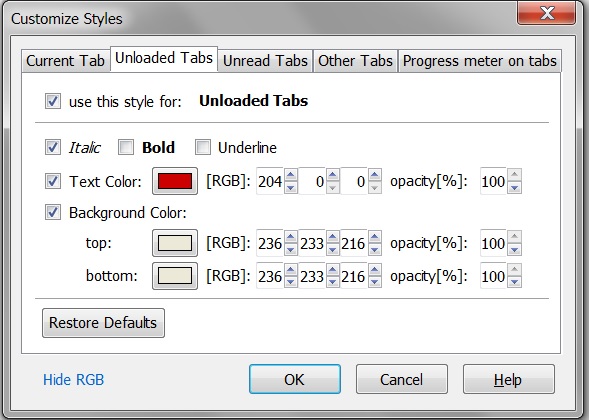 Customize Styles
Current Tab Unloaded Tabs Unread Tabs Other Tabs Progress meter on tabs
use this style for: Unloaded Tabs
Italic Bold Underline
Text Color: [RGB]: 204 0 0 opacity[%]: 100
Background Color:
top: [RGB]: 236 233 216 opacity[%]: 100
bottom: [RGB]: 236 233 216 opacity[%]: 100
Restore Defaults
Hide RGB OK Cancel Help